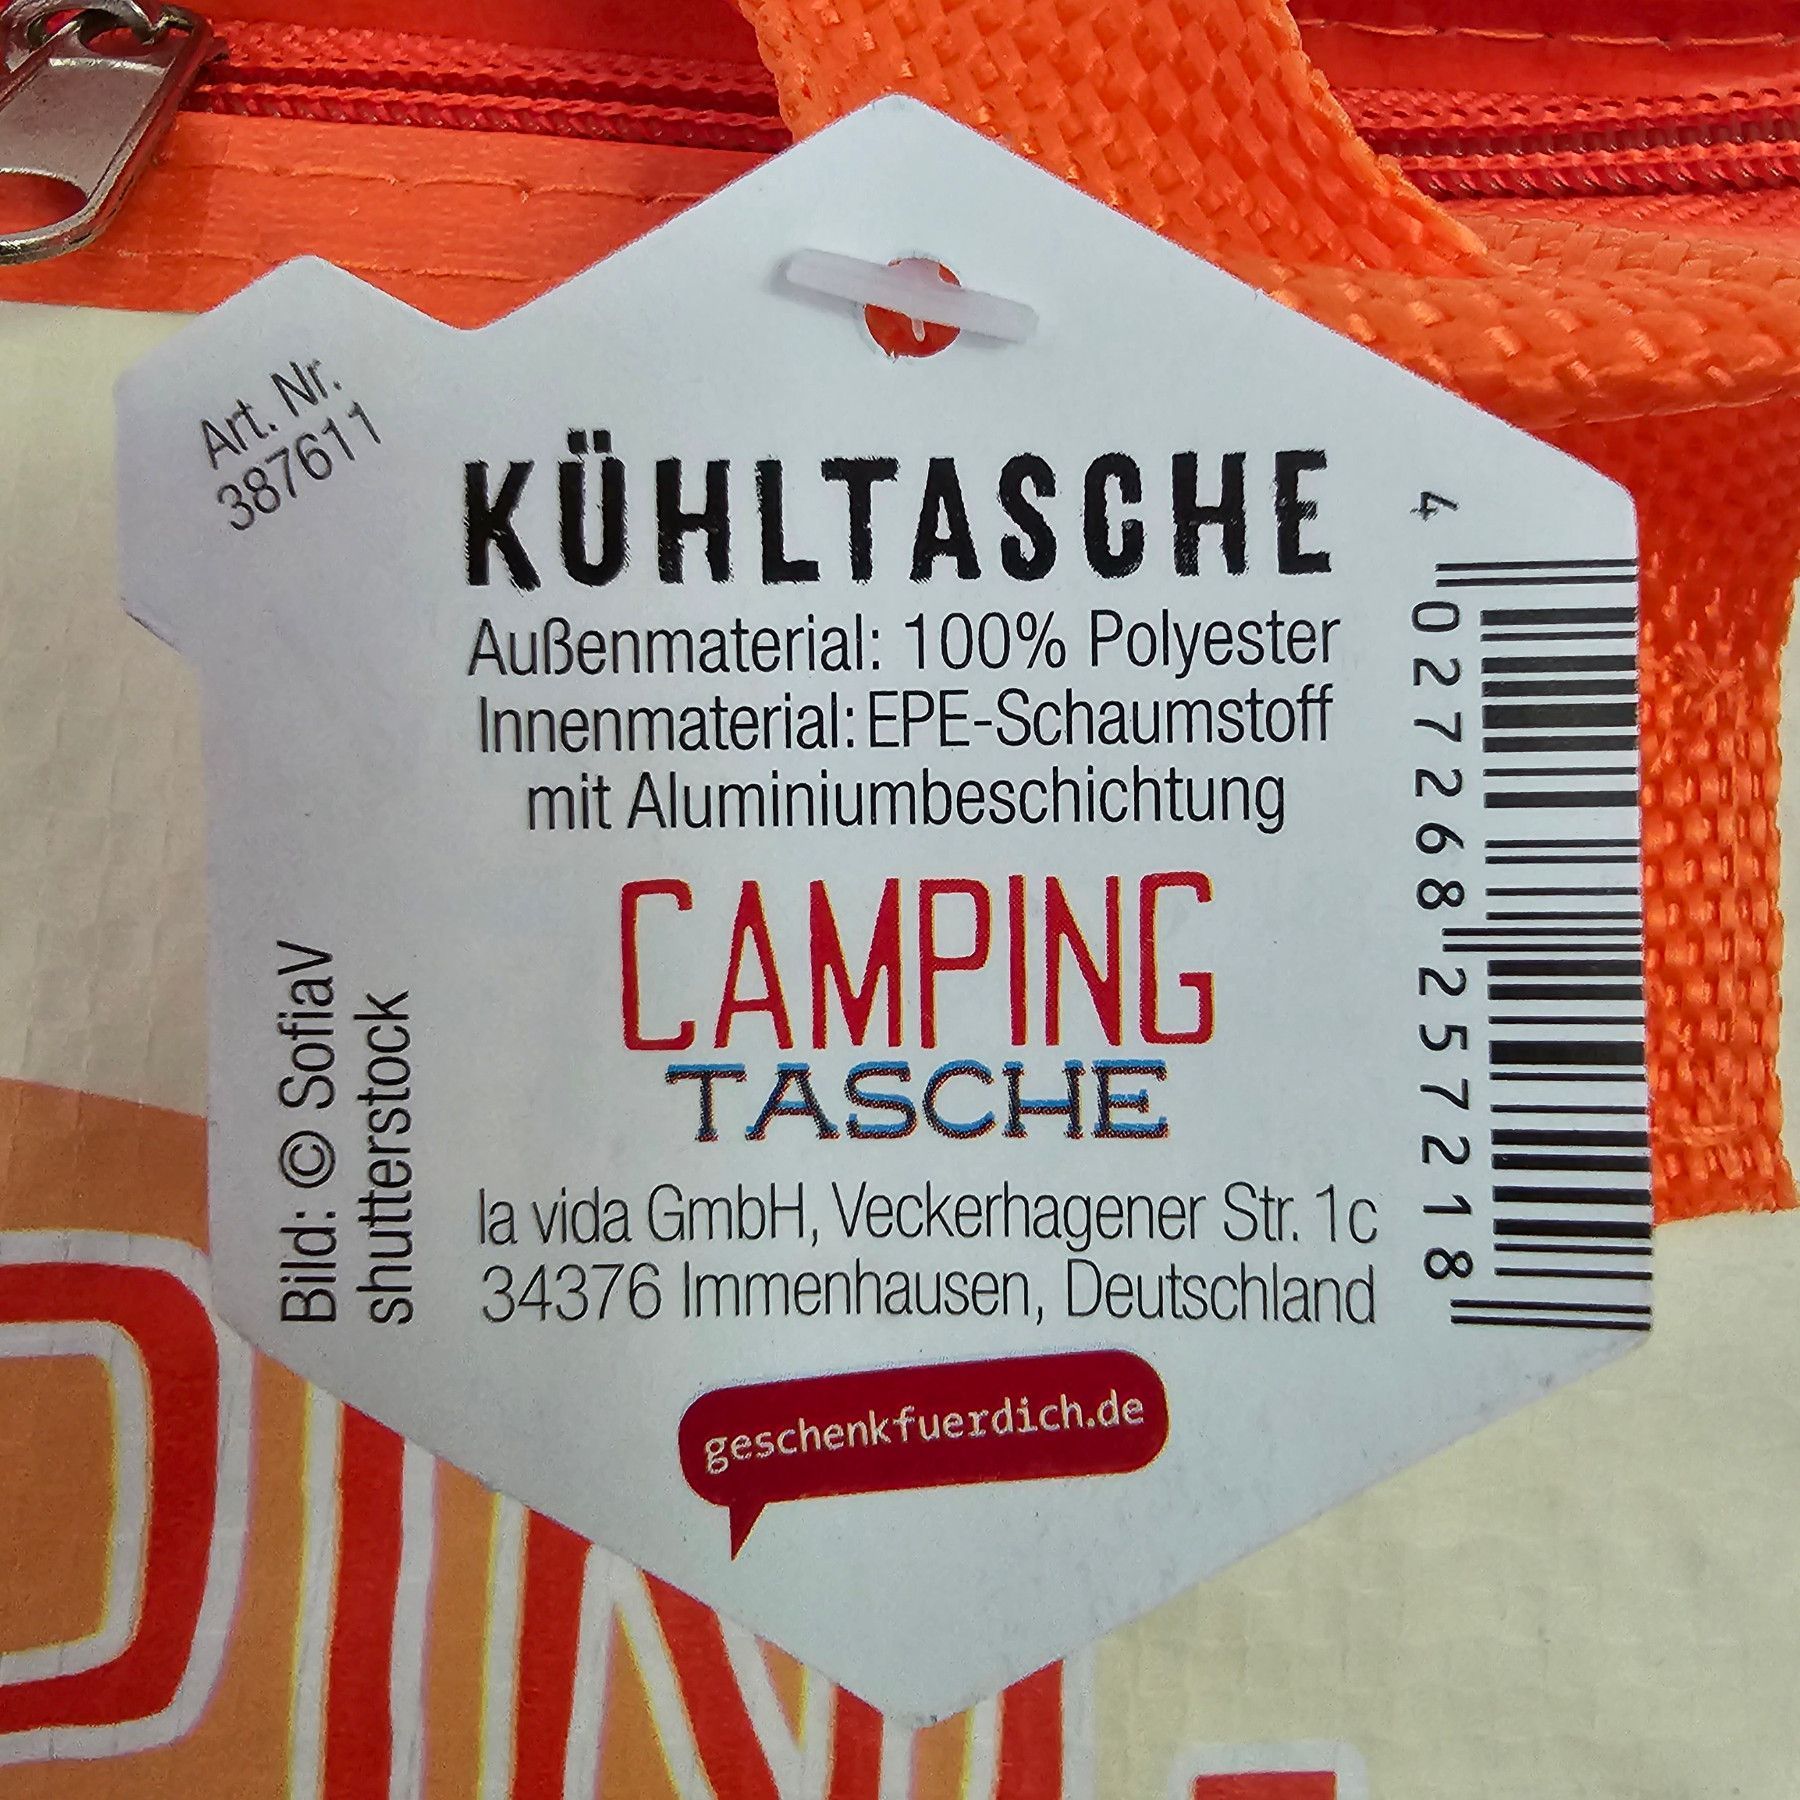 Art. Nr.
387611
KÜHLTASCHE
Außenmaterial: 100% Polyester
Innenmaterial: EPE-Schaumstoff
mit Aluminiumbeschichtung
CAMPING
TASCHE
la vida GmbH, Veckerhagener Str. 1c
34376 Immenhausen, Deutschland
geschenkfuerdich.de
Bild: © SofiaV
shutterstock
4 027268 257218
PING